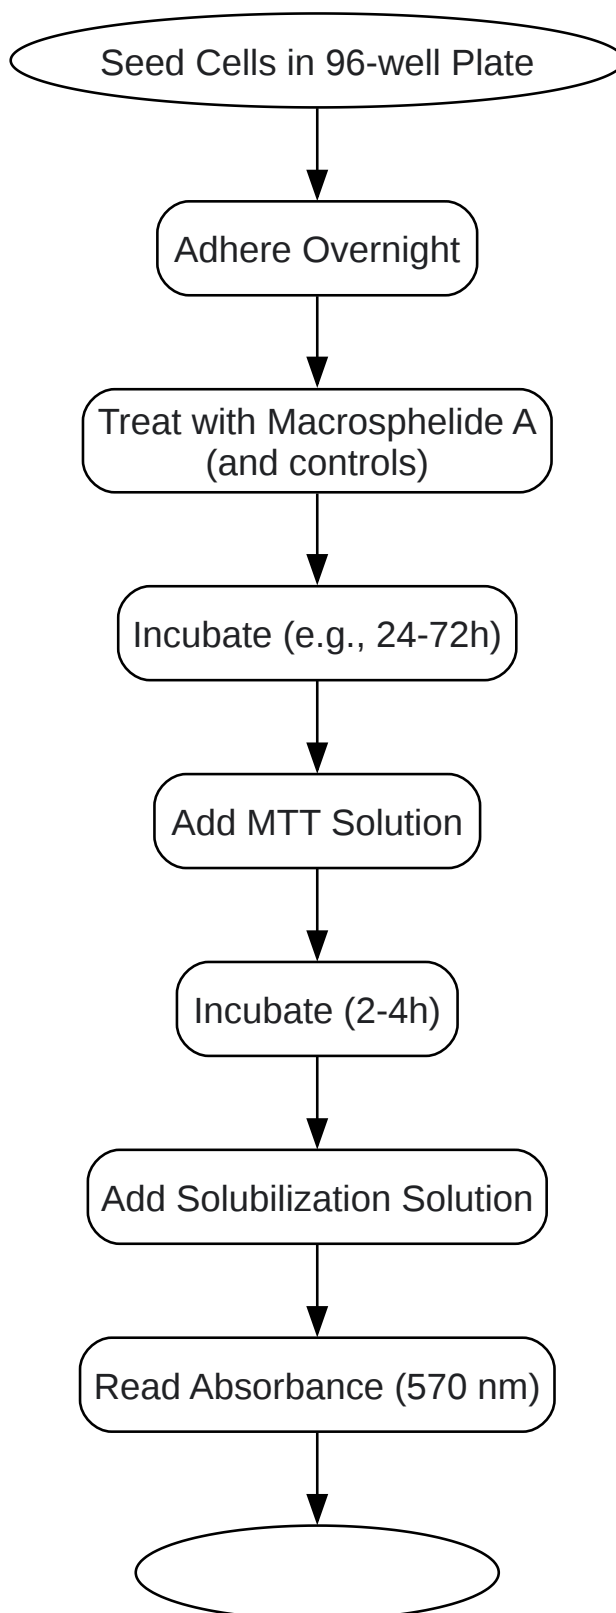 Seed Cells in 96-well Plate
Adhere Overnight
Treat with Macrosphelide A
(and controls)
Incubate (e.g., 24-72h)
Add MTT Solution
Incubate (2-4h)
Add Solubilization Solution
Read Absorbance (570 nm)